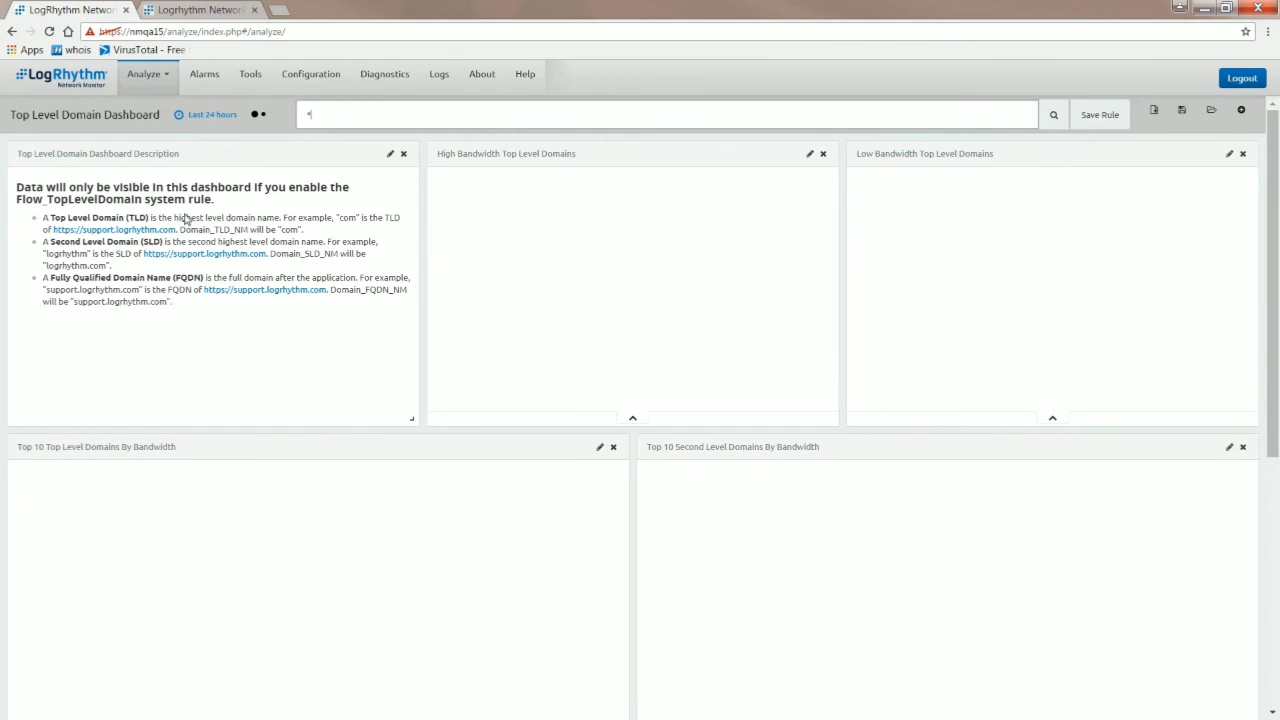 LogRhythm Networ
Logrhythm Network
https://nmqa15/analyze/index.php#/analyze/
Apps whois VirusTotal - Free
LogRhythm Network Monitor
Analyze Alarms Tools Configuration Diagnostics Logs About Help Logout
Top Level Domain Dashboard Last 24 hours * Save Rule
Top Level Domain Dashboard Description
Data will only be visible in this dashboard if you enable the
Flow_TopLevelDomain system rule.
A Top Level Domain (TLD) is the highest level domain name. For example, "com" is the TLD
of https://support.logrhythm.com. Domain_TLD_NM will be "com".
A Second Level Domain (SLD) is the second highest level domain name. For example,
"logrhythm" is the SLD of https://support.logrhythm.com. Domain_SLD_NM will be
"logrhythm.com".
A Fully Qualified Domain Name (FQDN) is the full domain after the application. For example,
"support.logrhythm.com" is the FQDN of https://support.logrhythm.com. Domain_FQDN_NM
will be "support.logrhythm.com".
High Bandwidth Top Level Domains
Low Bandwidth Top Level Domains
Top 10 Top Level Domains By Bandwidth
Top 10 Second Level Domains By Bandwidth